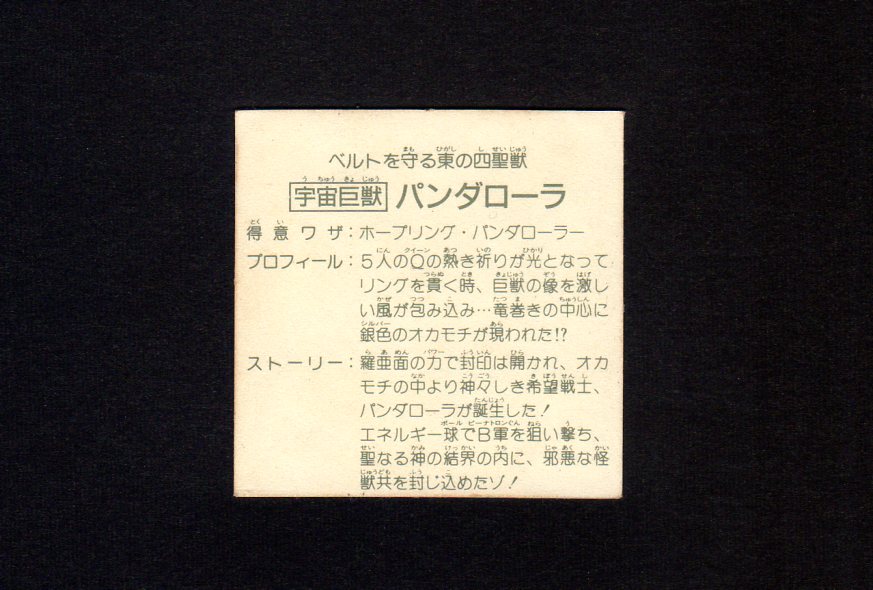 ベルトを守る東の四聖獣
宇宙巨獣 パンダローラ
得意ワザ：ホープリング・パンダローラー
プロフィール：5人のQの熱き祈りが光となって
リングを貫く時、巨獣の像を激し
い風が包み込み…竜巻きの中心に
銀色のオカモチが現われた!?
ストーリー：羅亜面の力で封印は開かれ、オカ
モチの中より神々しき希望戦士、
パンダローラが誕生した！
エネルギー球でB軍を狙い撃ち、
聖なる神の結界の内に、邪悪な怪
獣共を封じ込めたゾ！